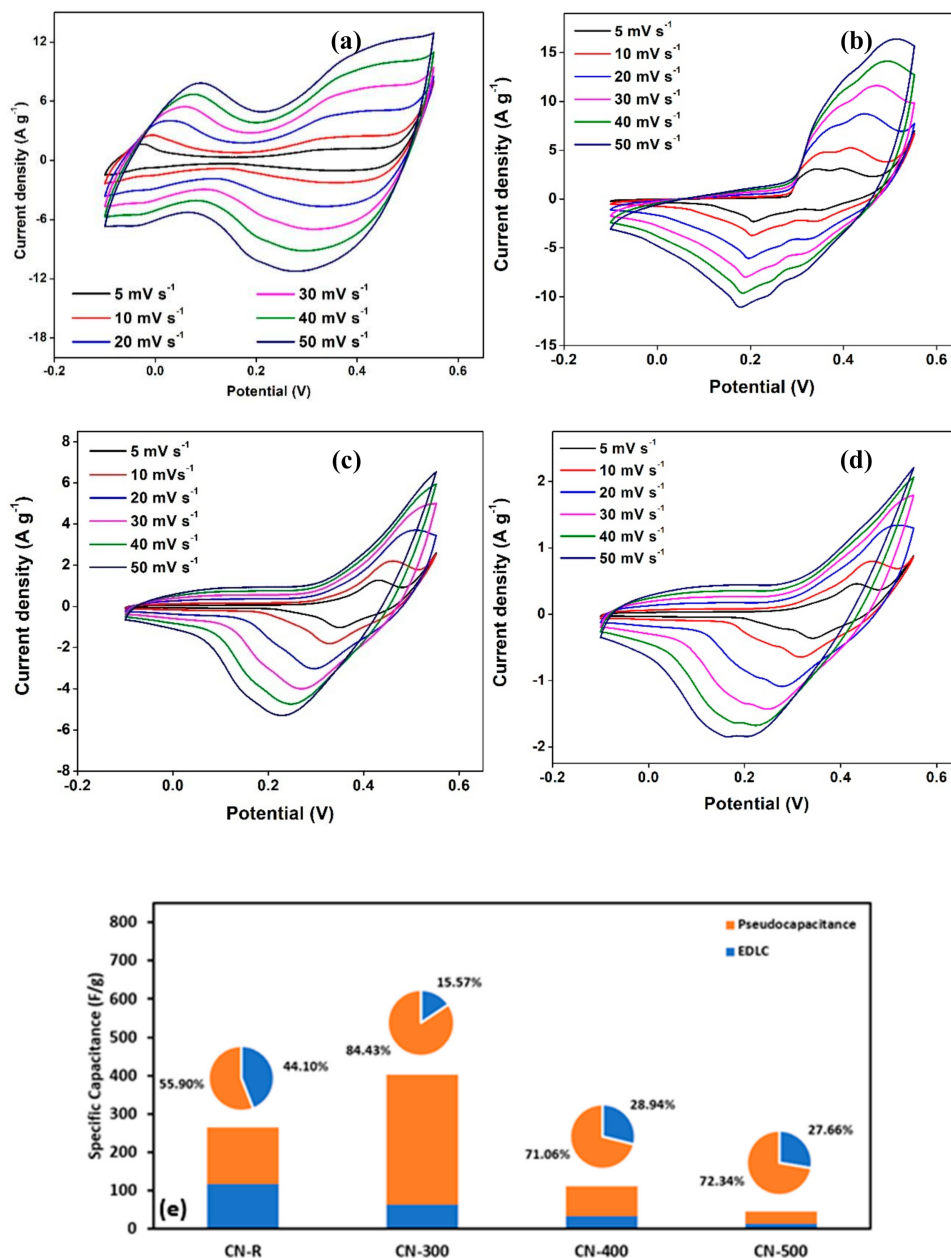 (a)
12
6
0
-6
-12
-18
Current density (A g⁻¹)
5 mV s⁻¹
10 mV s⁻¹
20 mV s⁻¹
30 mV s⁻¹
40 mV s⁻¹
50 mV s⁻¹
-0.2 0.0 0.2 0.4 0.6
Potential (V)
(b)
5 mV s⁻¹
10 mV s⁻¹
20 mV s⁻¹
30 mV s⁻¹
40 mV s⁻¹
50 mV s⁻¹
15
10
5
0
-5
-10
-15
Current density (A g⁻¹)
-0.2 0.0 0.2 0.4 0.6
Potential (V)
(c)
5 mV s⁻¹
10 mVs⁻¹
20 mV s⁻¹
30 mV s⁻¹
40 mV s⁻¹
50 mV s⁻¹
8
6
4
2
0
-2
-4
-6
-8
Current density (A g⁻¹)
-0.2 0.0 0.2 0.4 0.6
Potential (V)
(d)
5 mV s⁻¹
10 mV s⁻¹
20 mV s⁻¹
30 mV s⁻¹
40 mV s⁻¹
50 mV s⁻¹
2
1
0
-1
-2
Current density (A g⁻¹)
-0.2 0.0 0.2 0.4 0.6
Potential (V)
Pseudocapacitance
EDLC
800
700
600
500
400
300
200
100
0
Specific Capacitance (F/g)
55.90% 44.10%
15.57%
84.43%
28.94%
71.06%
27.66%
72.34%
(e)
CN-R CN-300 CN-400 CN-500